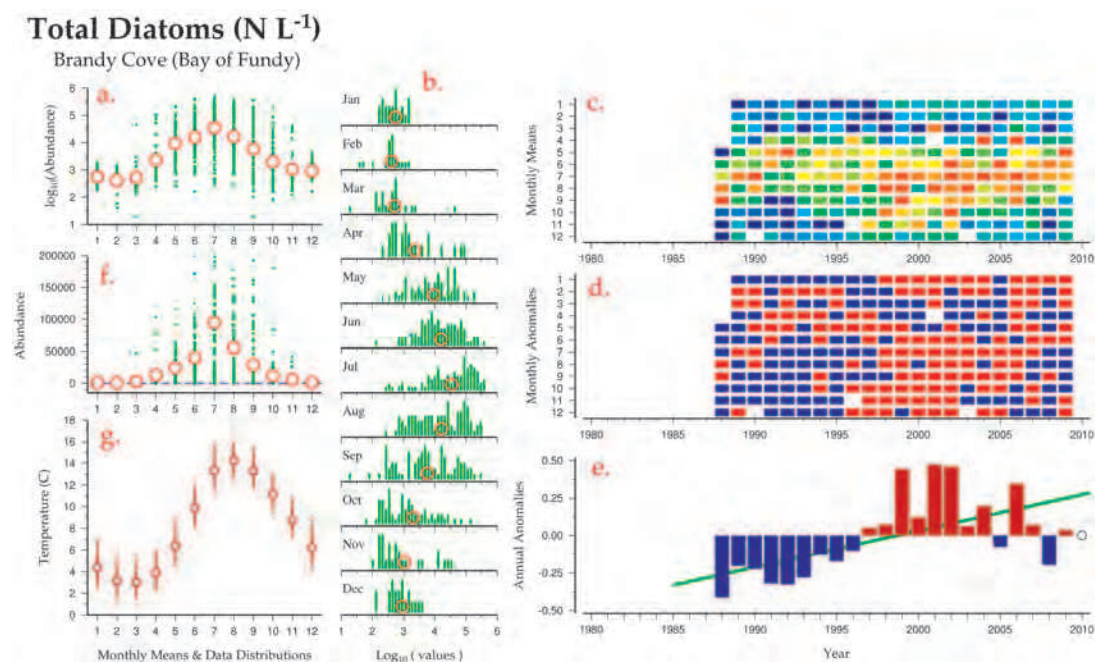 Total Diatoms (N L-1)
Brandy Cove (Bay of Fundy)
a.
log10(Abundance)
6
5
4
3
2
1
1 2 3 4 5 6 7 8 9 10 11 12
f.
Abundance
200000
150000
100000
50000
0
1 2 3 4 5 6 7 8 9 10 11 12
g.
Temperature (C)
18
16
14
12
10
8
6
4
2
0
1 2 3 4 5 6 7 8 9 10 11 12
Monthly Means & Data Distributions
b.
Jan
Feb
Mar
Apr
May
Jun
Jul
Aug
Sep
Oct
Nov
Dec
1 2 3 4 5 6
Log10 ( values )
c.
Monthly Means
1
2
3
4
5
6
7
8
9
10
11
12
1980 1985 1990 1995 2000 2005 2010
d.
Monthly Anomalies
1
2
3
4
5
6
7
8
9
10
11
12
1980 1985 1990 1995 2000 2005 2010
e.
Annual Anomalies
0.50
0.25
0.00
-0.25
-0.50
1980 1985 1990 1995 2000 2005 2010
Year